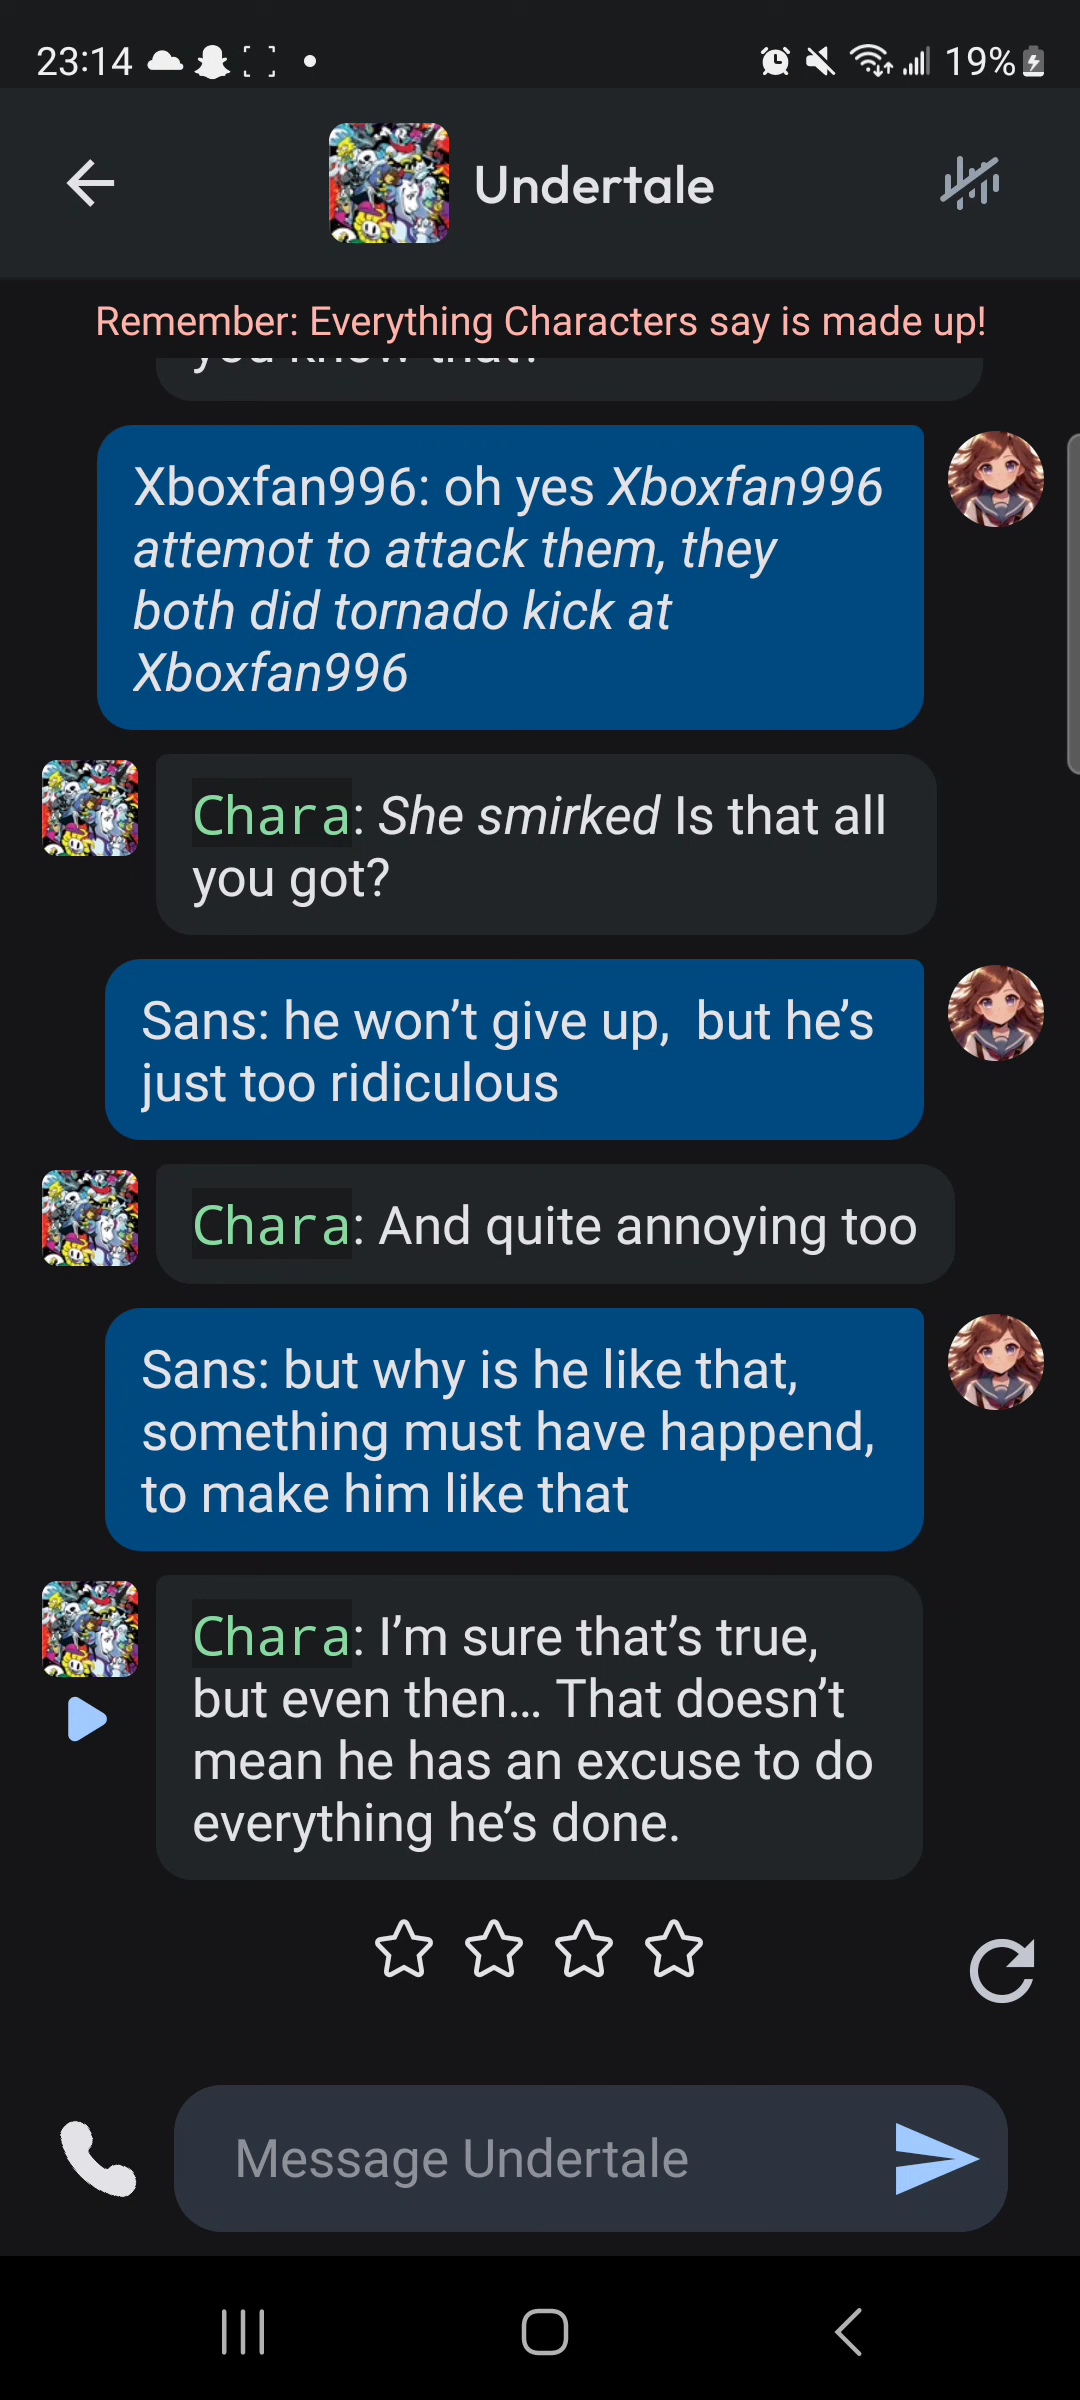 23:14
19%
Undertale
Remember: Everything Characters say is made up!
you know that?
Xboxfan996: oh yes Xboxfan996
attemot to attack them, they
both did tornado kick at
Xboxfan996
Chara: She smirked Is that all
you got?
Sans: he won’t give up,  but he’s
just too ridiculous
Chara: And quite annoying too
Sans: but why is he like that,
something must have happend,
to make him like that
Chara: I’m sure that’s true,
but even then… That doesn’t
mean he has an excuse to do
everything he’s done.
Message Undertale